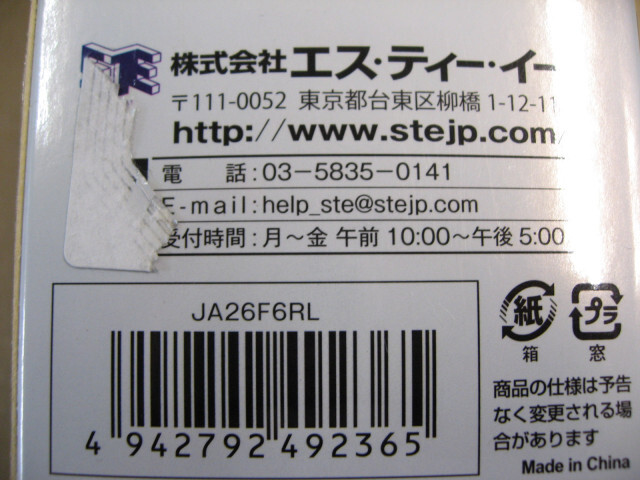 株式会社 エス・ティー・イー
〒111-0052 東京都台東区柳橋 1-12-11
http://www.stejp.com/
電 話:03-5835-0141
E-mail:help_ste@stejp.com
受付時間:月～金 午前 10:00～午後 5:00
JA26F6RL
4 942792 492365
紙
箱
プラ
窓
商品の仕様は予告
なく変更される場
合があります
Made in China